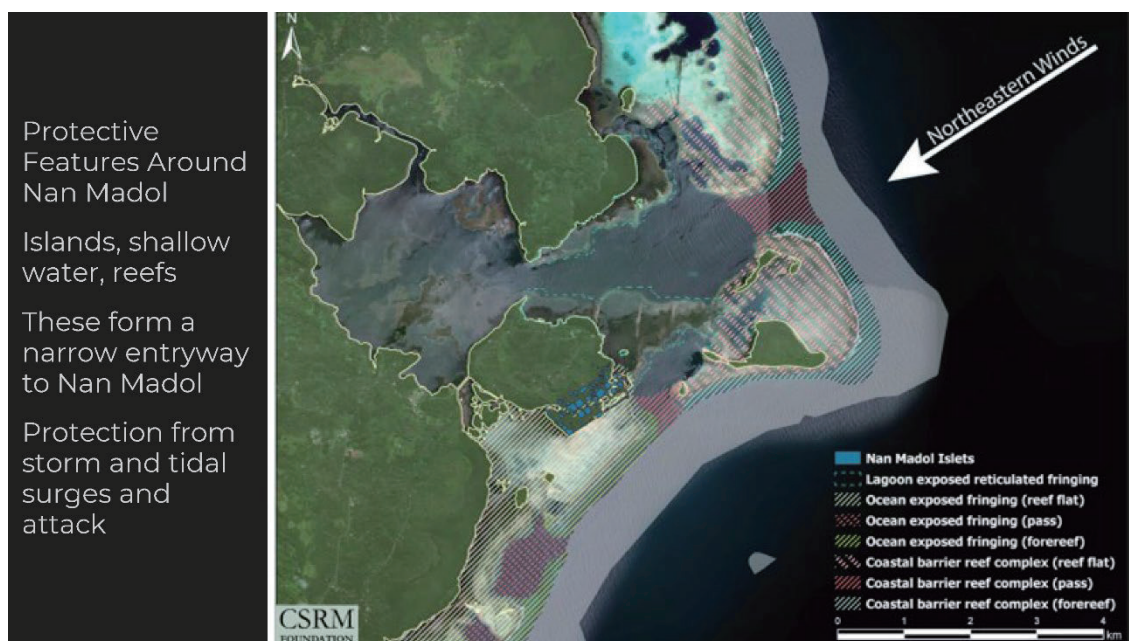 Protective
Features Around
Nan Madol
Islands, shallow
water, reefs
These form a
narrow entryway
to Nan Madol
Protection from
storm and tidal
surges and
attack
N
Northeastern Winds
Nan Madol Islets
Lagoon exposed reticulated fringing
Ocean exposed fringing (reef flat)
Ocean exposed fringing (pass)
Ocean exposed fringing (forereef)
Coastal barrier reef complex (reef flat)
Coastal barrier reef complex (pass)
Coastal barrier reef complex (forereef)
0 1 2 3 4
km
CSRM
FOUNDATION